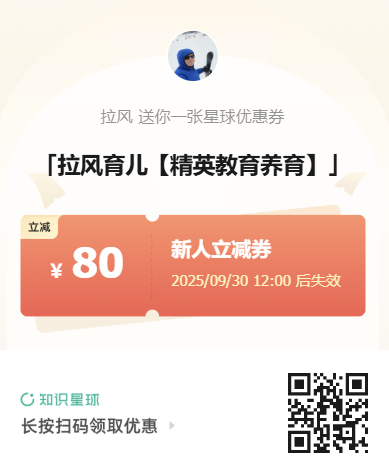 拉风 送你一张星球优惠券
「拉风育儿【精英教育养育】」
立减
¥ 80
新人立减券
2025/09/30 12:00 后失效
知识星球
长按扫码领取优惠